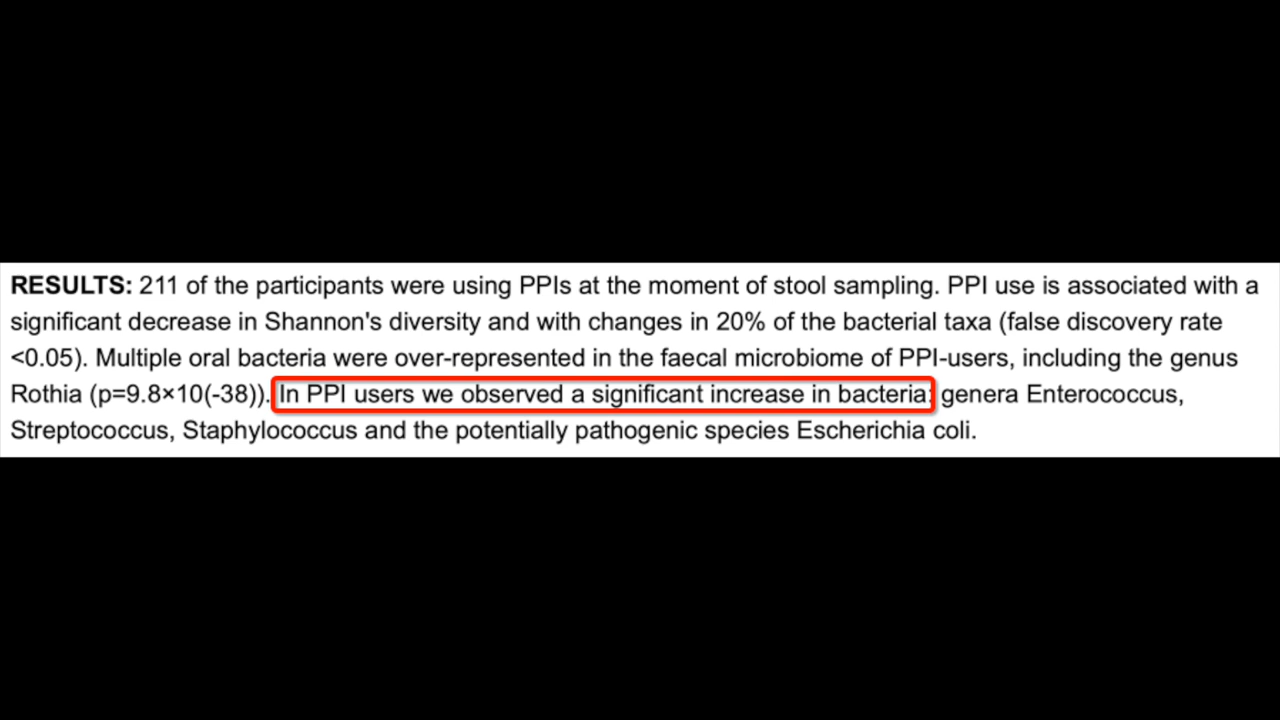 RESULTS: 211 of the participants were using PPIs at the moment of stool sampling. PPI use is associated with a
significant decrease in Shannon's diversity and with changes in 20% of the bacterial taxa (false discovery rate
<0.05). Multiple oral bacteria were over-represented in the faecal microbiome of PPI-users, including the genus
Rothia (p=9.8×10(-38)). In PPI users we observed a significant increase in bacteria: genera Enterococcus,
Streptococcus, Staphylococcus and the potentially pathogenic species Escherichia coli.